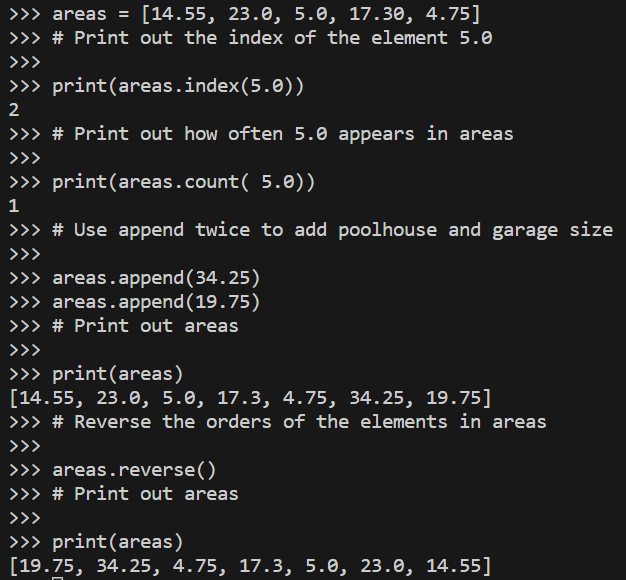 >>> areas = [14.55, 23.0, 5.0, 17.30, 4.75]
>>> # Print out the index of the element 5.0
>>>
>>> print(areas.index(5.0))
2
>>> # Print out how often 5.0 appears in areas
>>>
>>> print(areas.count( 5.0))
1
>>> # Use append twice to add poolhouse and garage size
>>>
>>> areas.append(34.25)
>>> areas.append(19.75)
>>> # Print out areas
>>>
>>> print(areas)
[14.55, 23.0, 5.0, 17.3, 4.75, 34.25, 19.75]
>>> # Reverse the orders of the elements in areas
>>>
>>> areas.reverse()
>>> # Print out areas
>>>
>>> print(areas)
[19.75, 34.25, 4.75, 17.3, 5.0, 23.0, 14.55]